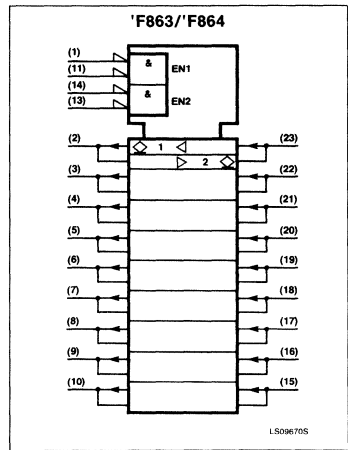 'F863/'F864
(1)
(11) & EN1
(14)
(13) & EN2
(2) 1 (23)
2
(3) (22)
(4) (21)
(5) (20)
(6) (19)
(7) (18)
(8) (17)
(9) (16)
(10) (15)
LS09670S